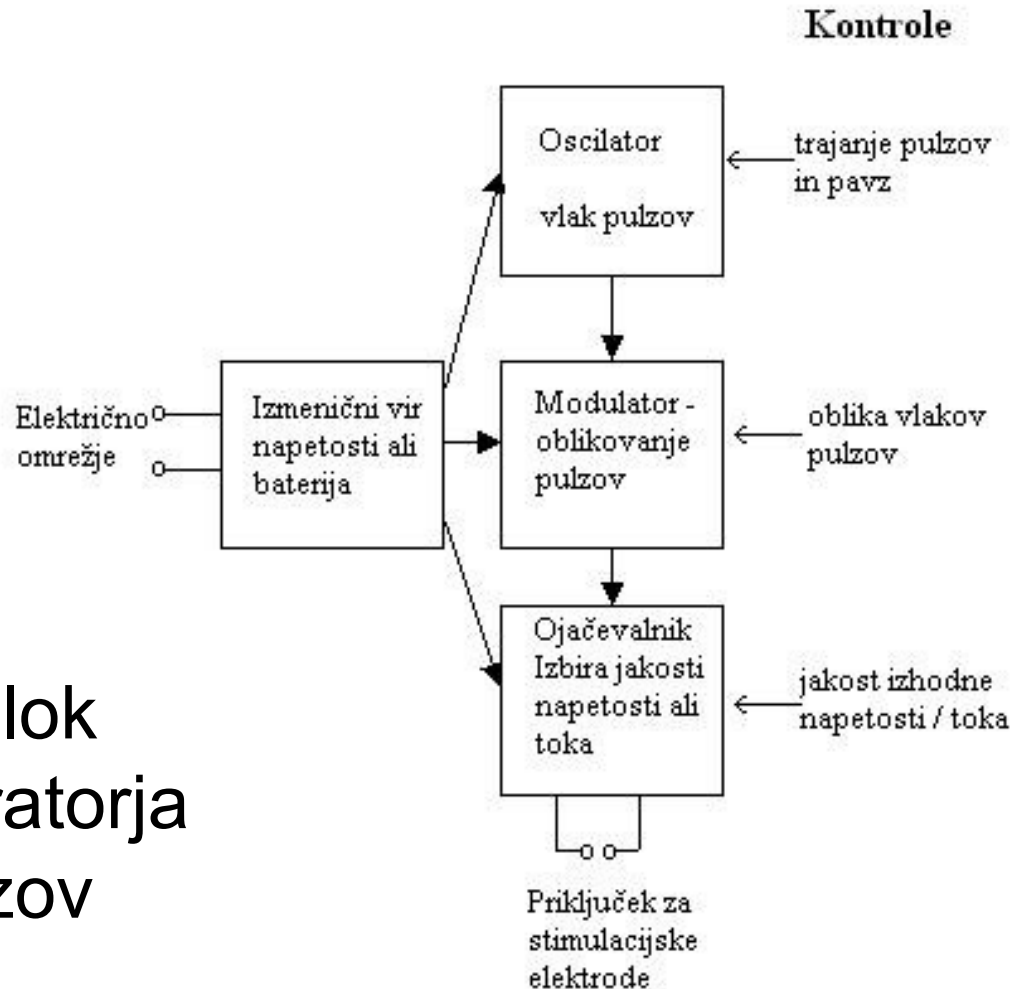 Kontrole
Oscilator
vlak pulzov
trajanje pulzov
in pavz
Električno
omrežje
Izmenični vir
napetosti ali
baterija
Modulator -
oblikovanje
pulzov
oblika vlakov
pulzov
Ojačevalnik
Izbira jakosti
napetosti ali
toka
jakost izhodne
napetosti / toka
Priključek za
stimulacijske
elektrode
lok
ratorja
zov